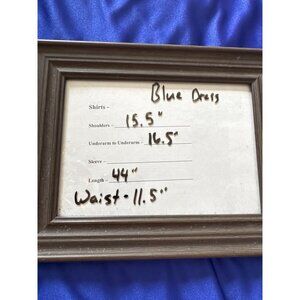 Blue Dress
Shirts -
Shoulders - 15.5"
Underarm to Underarm - 16.5"
Sleeve -
Length - 44"
Waist - 11.5"